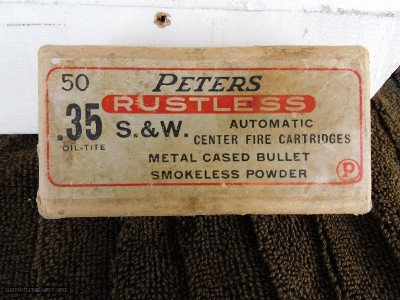 50 PETERS
RUSTLESS
.35 S.&W. AUTOMATIC
OIL-TITE CENTER FIRE CARTRIDGES
METAL CASED BULLET
SMOKELESS POWDER P